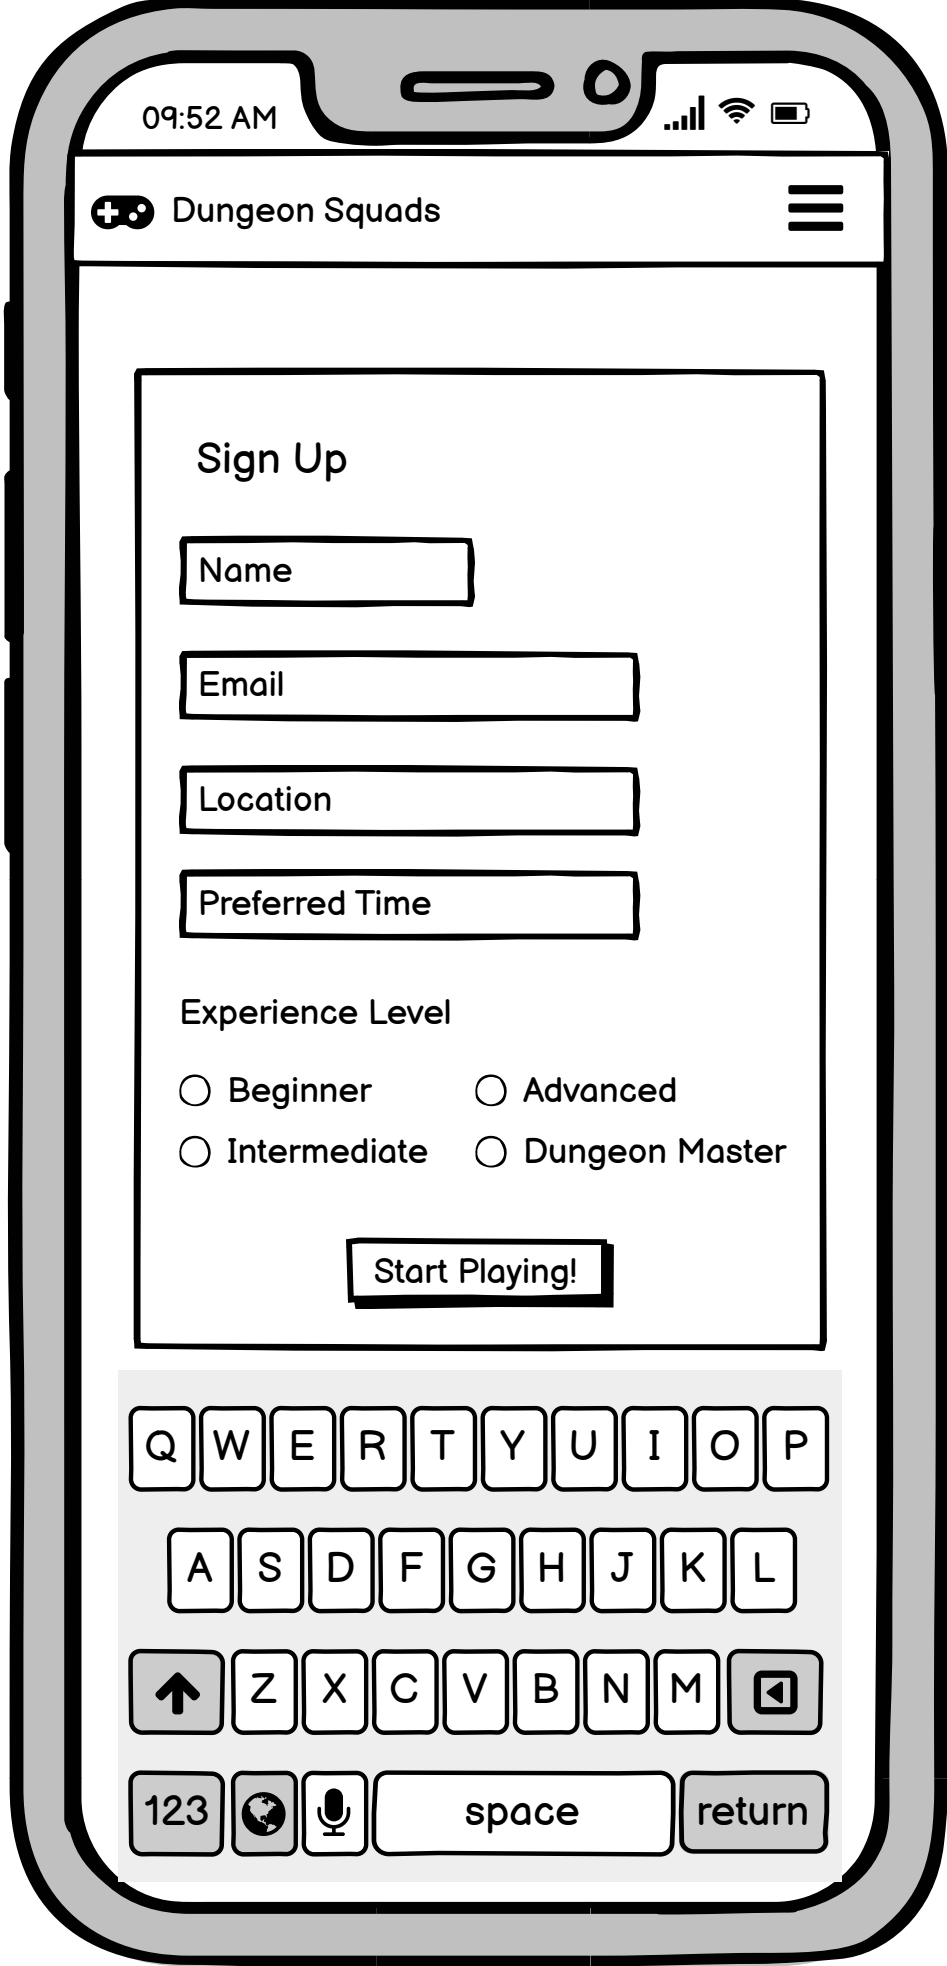 09:52 AM
Dungeon Squads
Sign Up
Name
Email
Location
Preferred Time
Experience Level
Beginner Advanced
Intermediate Dungeon Master
Start Playing!
Q W E R T Y U I O P
A S D F G H J K L
Z X C V B N M
123 space return